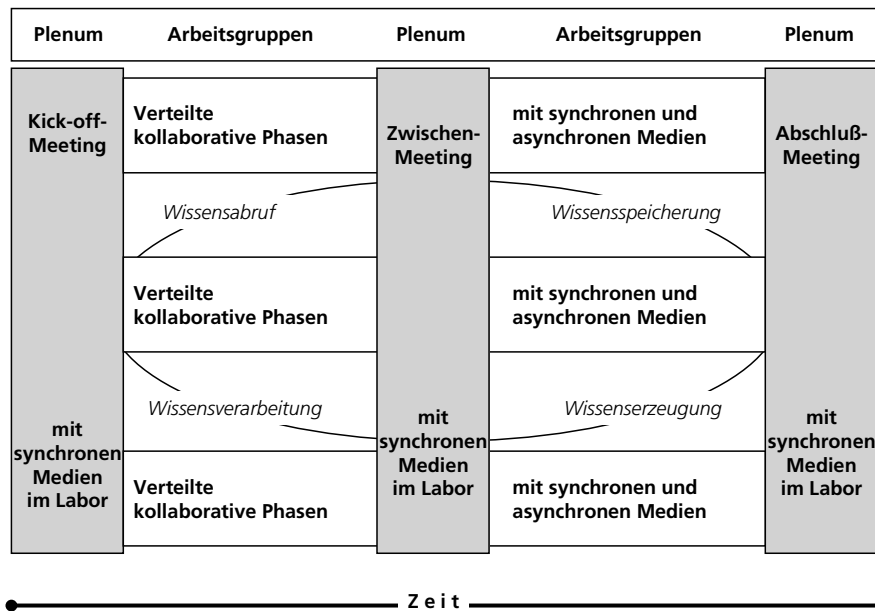 Plenum Arbeitsgruppen Plenum Arbeitsgruppen Plenum
Kick-off-
Meeting
mit
synchronen
Medien
im Labor
Verteilte
kollaborative Phasen
Wissensabruf
Verteilte
kollaborative Phasen
Wissensverarbeitung
Verteilte
kollaborative Phasen
Zwischen-
Meeting
mit
synchronen
Medien
im Labor
mit synchronen und
asynchronen Medien
Wissensspeicherung
mit synchronen und
asynchronen Medien
Wissenserzeugung
mit synchronen und
asynchronen Medien
Abschluß-
Meeting
mit
synchronen
Medien
im Labor
Zeit